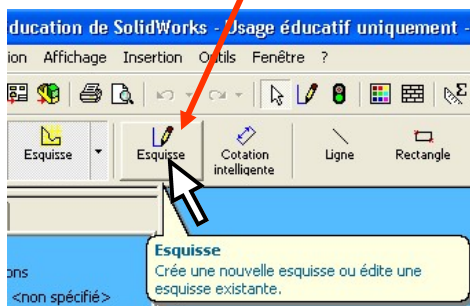 ducation de SolidWorks - Usage éducatif uniquement -
ion Affichage Insertion Outils Fenêtre ?
Esquisse Esquisse Cotation intelligente Ligne Rectangle
Esquisse
Crée une nouvelle esquisse ou édite une
esquisse existante.
ons
<non spécifié>